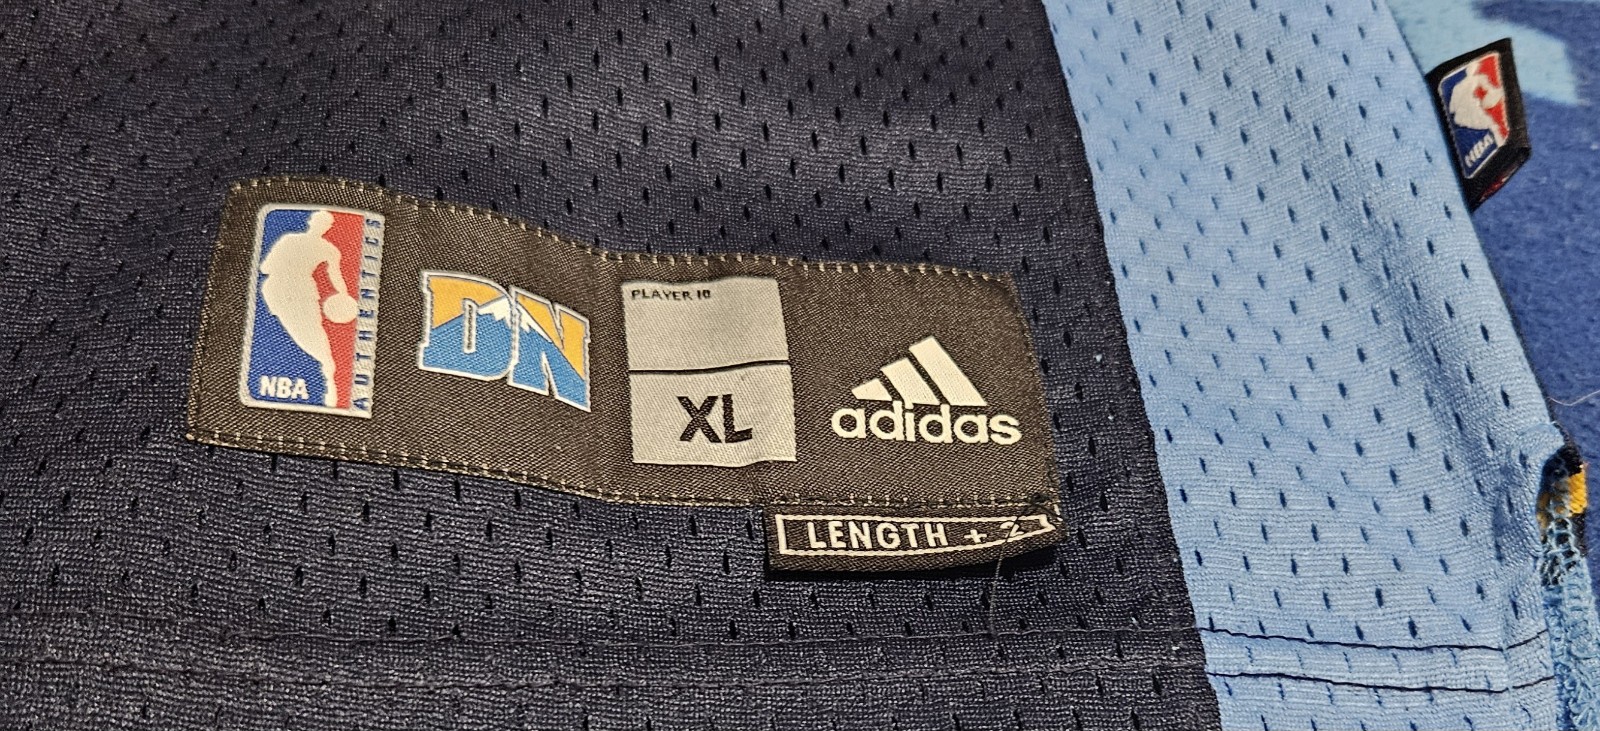 NBA
AUTHENTICS
DN
PLAYER ID
XL
adidas
LENGTH + 2
NBA